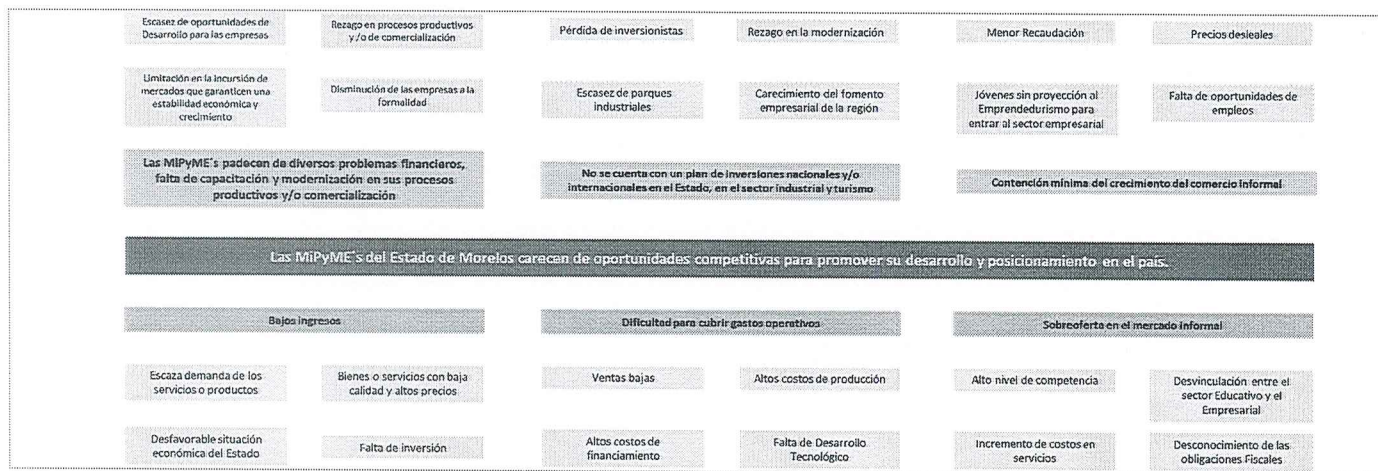 Escasez de oportunidades de
Desarrollo para las empresas
Rezago en procesos productivos
y/o de comercialización
Pérdida de inversionistas
Rezago en la modernización
Menor Recaudación
Precios desleales
Limitación en la incursión de
mercados que garanticen una
estabilidad económica y
crecimiento
Disminución de las empresas a la
formalidad
Escasez de parques
industriales
Carecimiento del fomento
empresarial de la región
Jóvenes sin proyección al
Emprendedurismo para
entrar al sector empresarial
Falta de oportunidades de
empleos
Las MiPyME´s padecen de diversos problemas financieros,
falta de capacitación y modernización en sus procesos
productivos y/o comercialización
No se cuenta con un plan de inversiones nacionales y/o
internacionales en el Estado, en el sector industrial y turismo
Contención mínima del crecimiento del comercio informal
Las MiPyME´s del Estado de Morelos carecen de oportunidades competitivas para promover su desarrollo y posicionamiento en el país.
Bajos ingresos
Dificultad para cubrir gastos operativos
Sobreoferta en el mercado informal
Escaza demanda de los
servicios o productos
Bienes o servicios con baja
calidad y altos precios
Ventas bajas
Altos costos de producción
Alto nivel de competencia
Desvinculación entre el
sector Educativo y el
Empresarial
Desfavorable situación
económica del Estado
Falta de inversión
Altos costos de
financiamiento
Falta de Desarrollo
Tecnológico
Incremento de costos en
servicios
Desconocimiento de las
obligaciones Fiscales